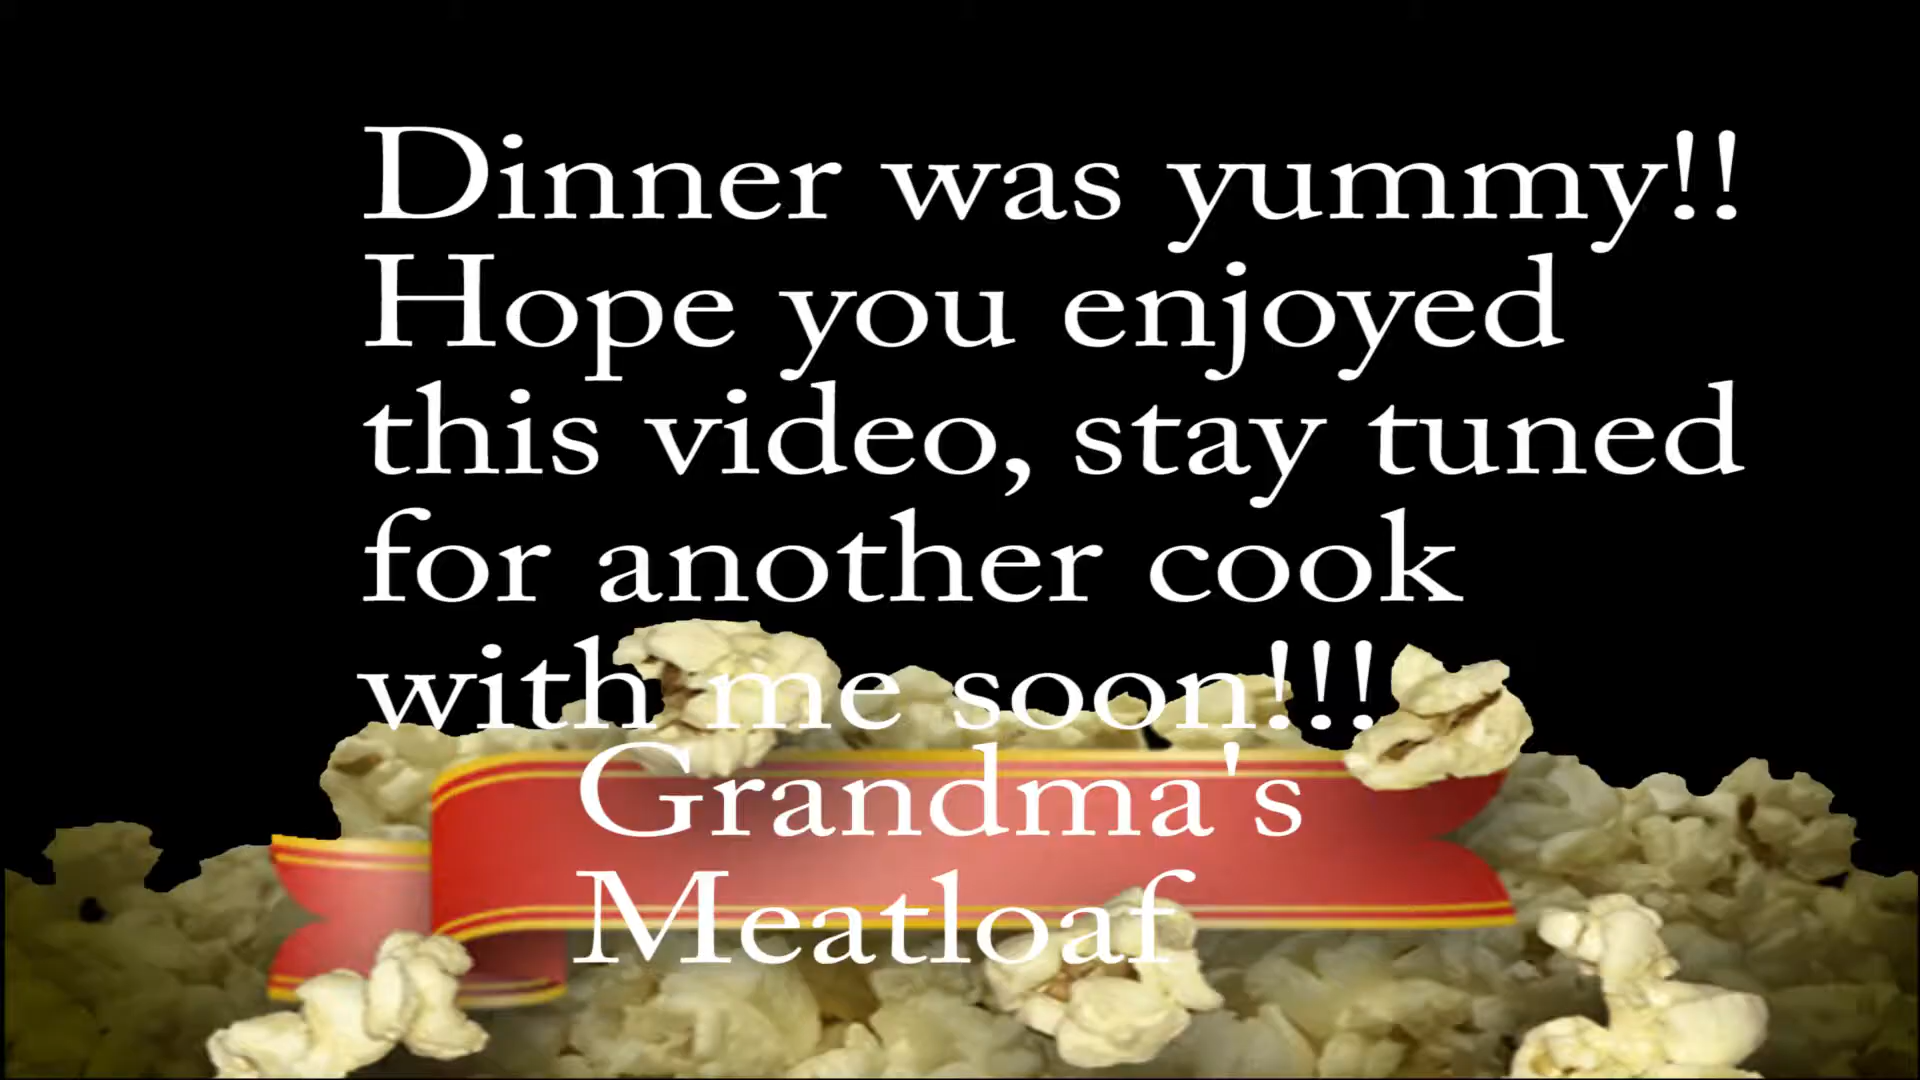 Dinner was yummy!!
Hope you enjoyed
this video, stay tuned
for another cook
with me soon!!!
Grandma's
Meatloaf